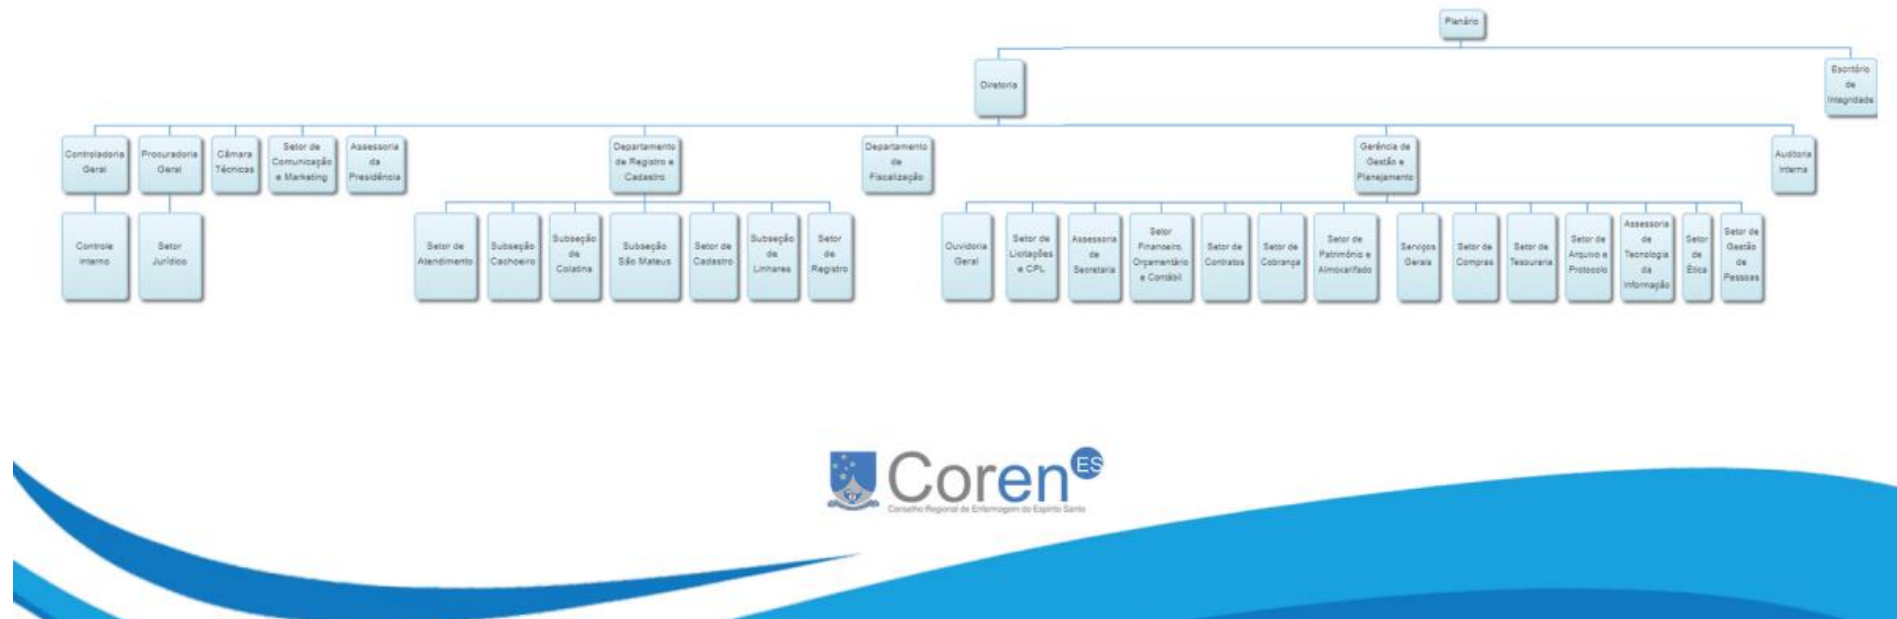 Plenário
Diretoria
Escritório
de
Integridade
Controladoria
Geral
Procuradoria
Geral
Câmara
Técnicas
Setor de
Comunicação
e Marketing
Assessoria
da
Presidência
Departamento
de Registro e
Cadastro
Departamento
de
Fiscalização
Gerência de
Gestão e
Planejamento
Auditoria
Interna
Controle
interno
Setor
Jurídico
Setor de
Atendimento
Subseção
Cachoeiro
Subseção
de
Colatina
Subseção
São Mateus
Setor de
Cadastro
Subseção
de
Linhares
Setor
de
Registro
Ouvidoria
Geral
Setor de
Licitações
e CPL
Assessoria
de
Secretaria
Setor
Financeiro,
Orçamentário
e Contábil
Setor de
Contratos
Setor de
Cobrança
Setor de
Patrimônio e
Almoxarifado
Serviços
Gerais
Setor de
Compras
Setor de
Tesouraria
Setor de
Arquivo e
Protocolo
Assessoria
de
Tecnologia
da
Informação
Setor
de
Ética
Setor de
Gestão
de
Pessoas
Coren ES
Conselho Regional de Enfermagem do Espírito Santo